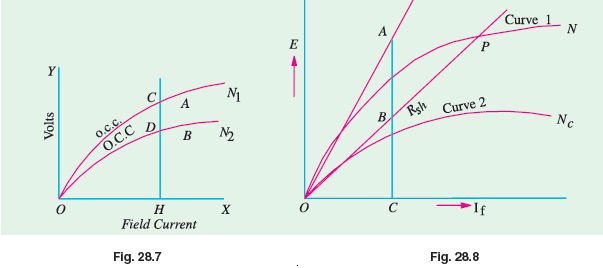 Y
Volts
O.C.C.
O.C.C
C
A
N1
D
B
N2
O
H
X
Field Current
Fig. 28.7
E
A
Curve 1
N
P
B
Rsh
Curve 2
Nc
O
C
If
Fig. 28.8